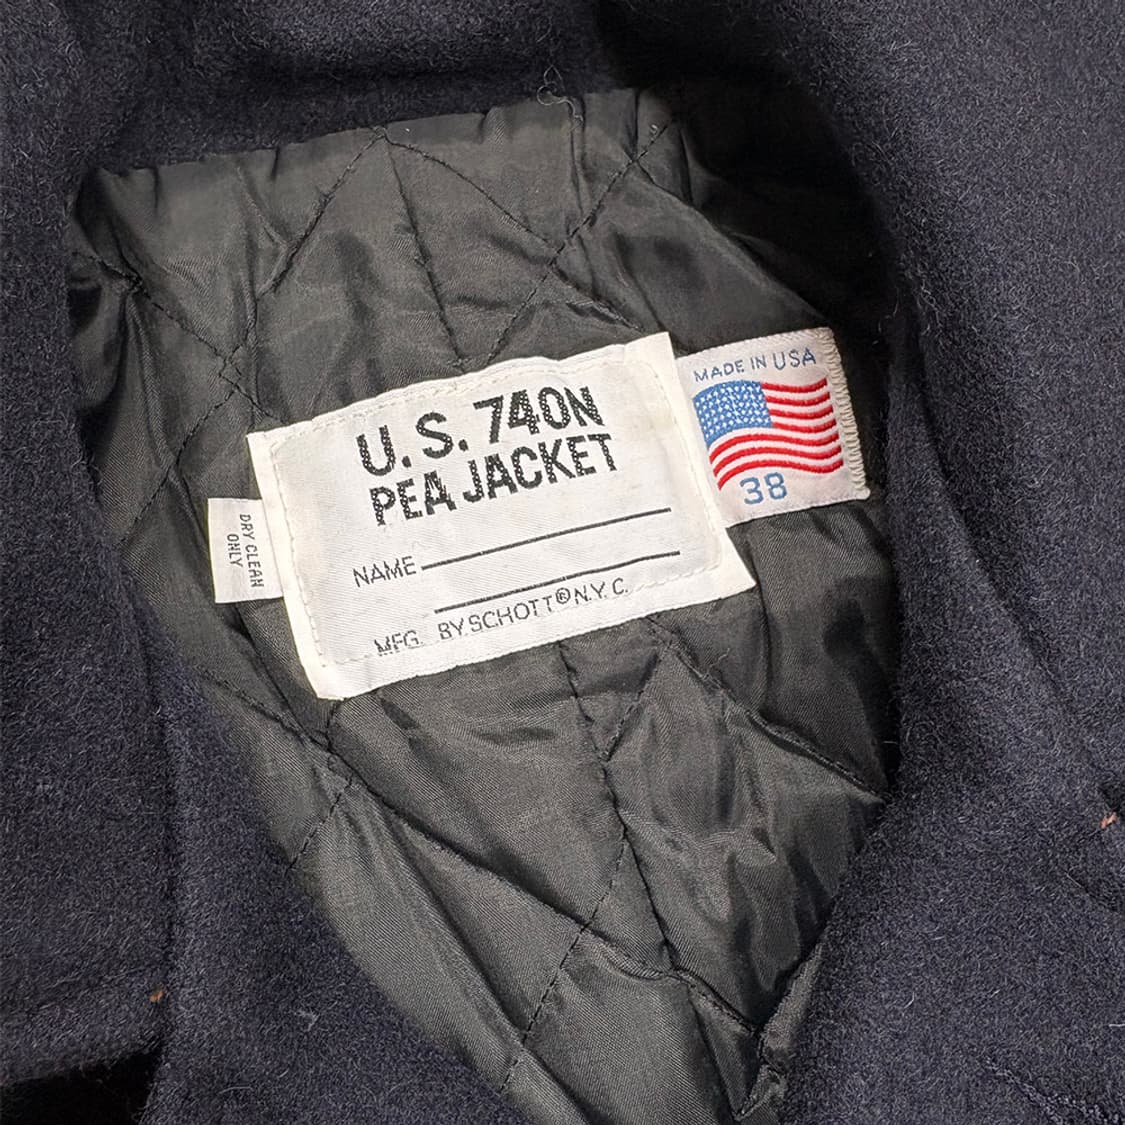 U.S. 740N
PEA JACKET
NAME
MFG. BY SCHOTT® N.Y.C.
MADE IN USA
38
DRY CLEAN
ONLY